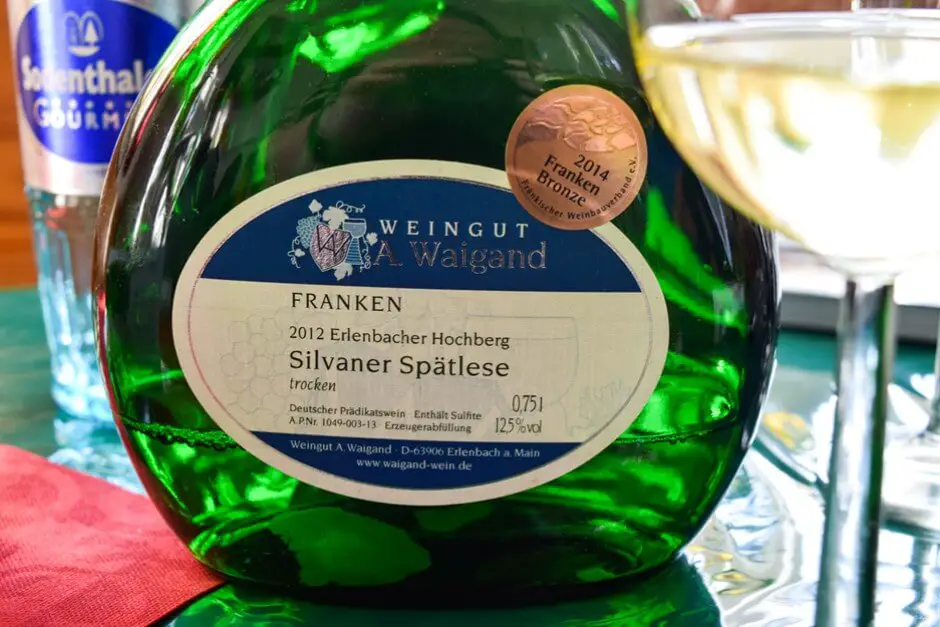 Sodenthal
GOURM
2014
Franken
Bronze
Fränkischer Weinbauverband e.V.
WEINGUT
A. Waigand
FRANKEN
2012 Erlenbacher Hochberg
Silvaner Spätlese
trocken
Deutscher Prädikatswein · Enthält Sulfite
0,75 l
A.P.Nr. 1049-003-13 · Erzeugerabfüllung
12,5% vol
Weingut A. Waigand · D-63906 Erlenbach a. Main
www.waigand-wein.de